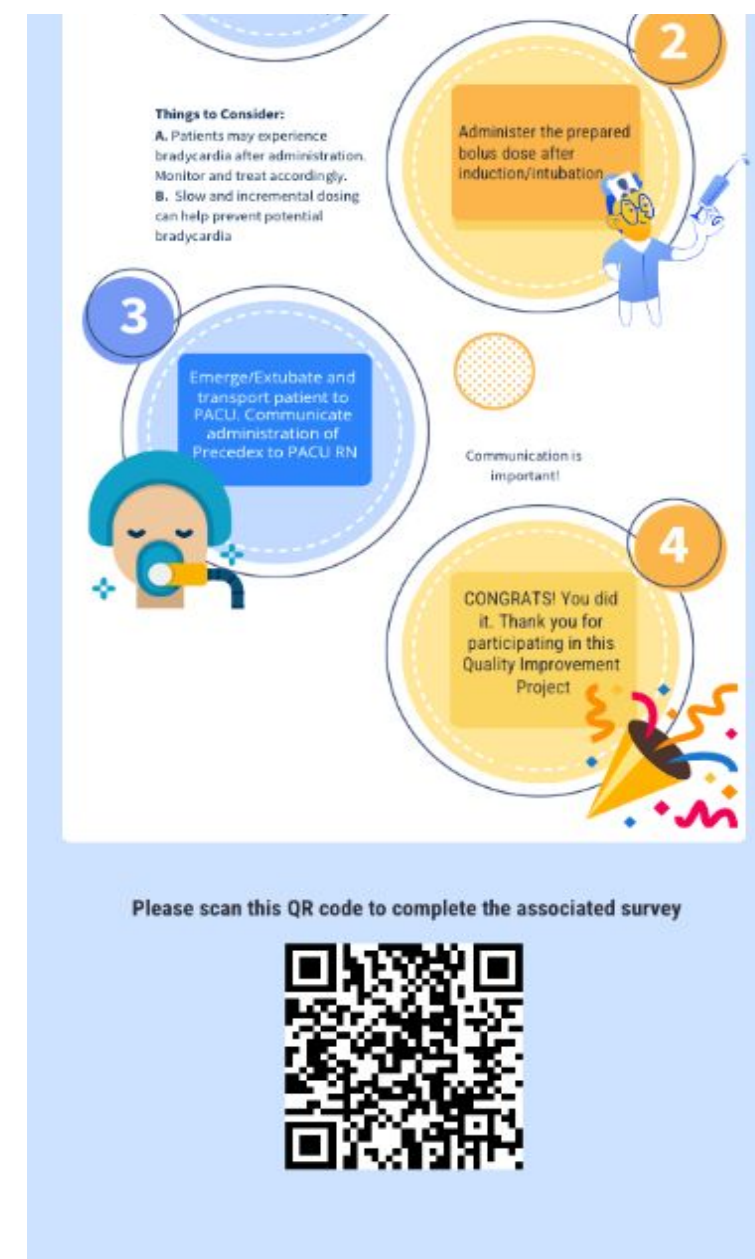 2
Things to Consider:
A. Patients may experience
bradycardia after administration.
Monitor and treat accordingly.
B. Slow and incremental dosing
can help prevent potential
bradycardia
Administer the prepared
bolus dose after
induction/intubation
3
Emerge/Extubate and
transport patient to
PACU. Communicate
administration of
Precedex to PACU RN
Communication is
important!
4
CONGRATS! You did
it. Thank you for
participating in this
Quality Improvement
Project
Please scan this QR code to complete the associated survey